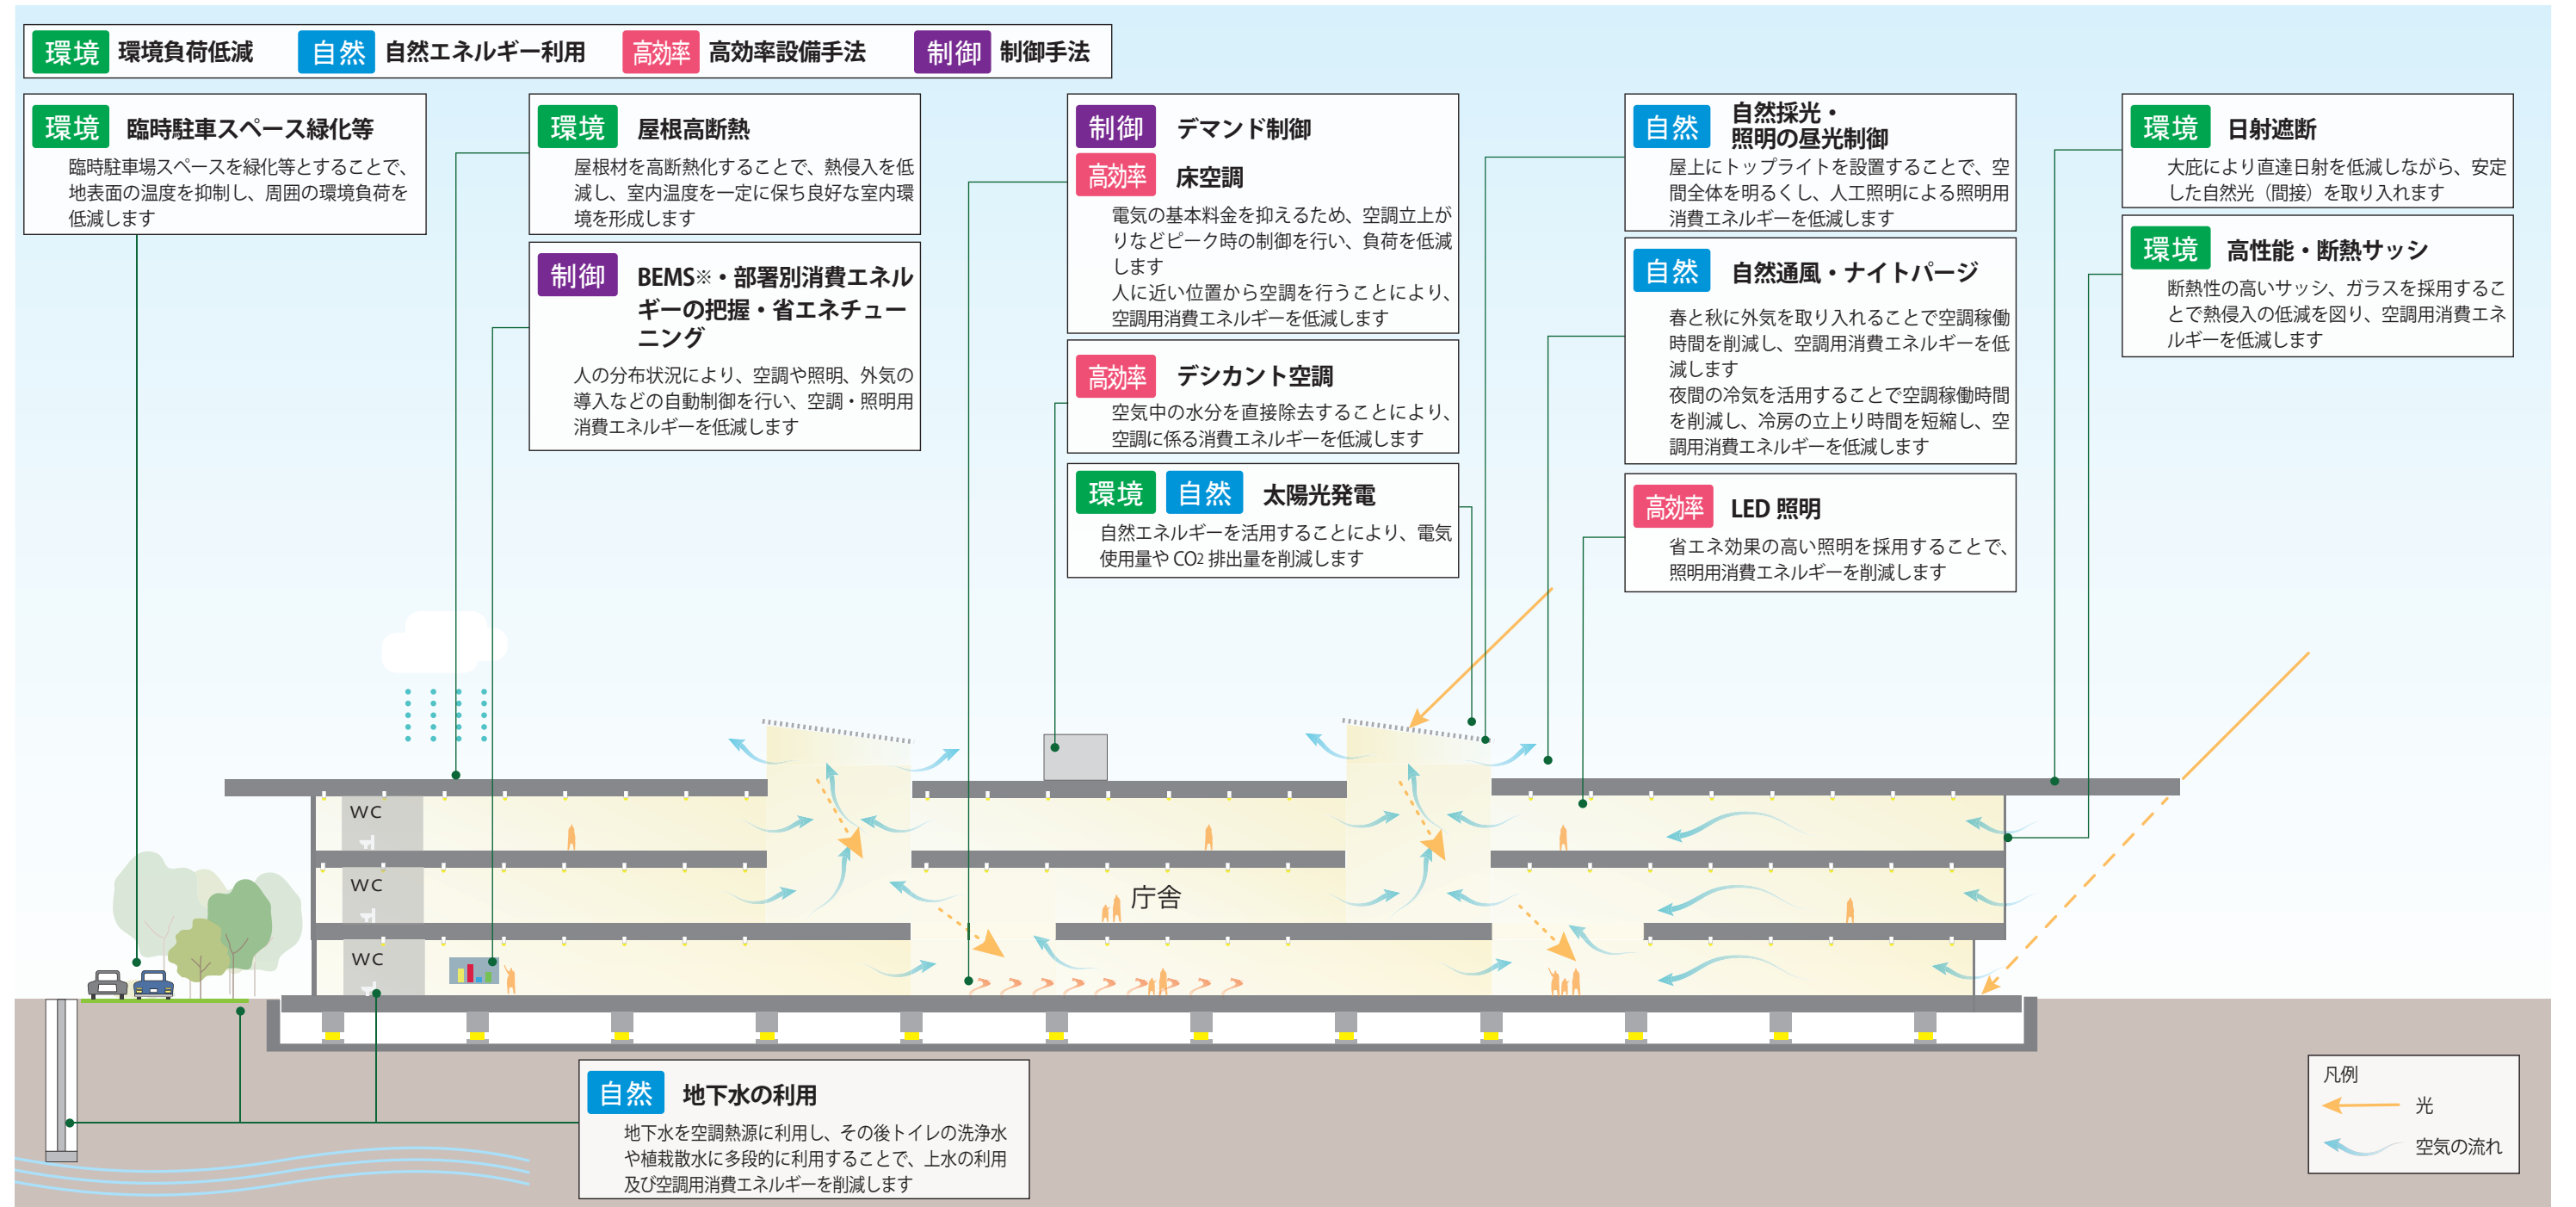 環境 環境負荷低減 自然 自然エネルギー利用 高効率 高効率設備手法 制御 制御手法
環境 臨時駐車スペース緑化等
臨時駐車場スペースを緑化等とすることで、
地表面の温度を抑制し、周囲の環境負荷を
低減します
環境 屋根高断熱
屋根材を高断熱化することで、熱侵入を低
減し、室内温度を一定に保ち良好な室内環
境を形成します
制御 BEMS※・部署別消費エネル
ギーの把握・省エネチュー
ニング
人の分布状況により、空調や照明、外気の
導入などの自動制御を行い、空調・照明用
消費エネルギーを低減します
制御 デマンド制御
高効率 床空調
電気の基本料金を抑えるため、空調立上が
りなどピーク時の制御を行い、負荷を低減
します
人に近い位置から空調を行うことにより、
空調用消費エネルギーを低減します
高効率 デシカント空調
空気中の水分を直接除去することにより、
空調に係る消費エネルギーを低減します
環境 自然 太陽光発電
自然エネルギーを活用することにより、電気
使用量や CO2 排出量を削減します
自然 自然採光・
照明の昼光制御
屋上にトップライトを設置することで、空
間全体を明るくし、人工照明による照明用
消費エネルギーを低減します
自然 自然通風・ナイトパージ
春と秋に外気を取り入れることで空調稼働
時間を削減し、空調用消費エネルギーを低
減します
夜間の冷気を活用することで空調稼働時間
を削減し、冷房の立上り時間を短縮し、空
調用消費エネルギーを低減します
高効率 LED 照明
省エネ効果の高い照明を採用することで、
照明用消費エネルギーを削減します
環境 日射遮断
大庇により直達日射を低減しながら、安定
した自然光（間接）を取り入れます
環境 高性能・断熱サッシ
断熱性の高いサッシ、ガラスを採用するこ
とで熱侵入の低減を図り、空調用消費エネ
ルギーを低減します
WC
WC
庁舎
WC
自然 地下水の利用
地下水を空調熱源に利用し、その後トイレの洗浄水
や植栽散水に多段的に利用することで、上水の利用
及び空調用消費エネルギーを削減します
凡例
光
空気の流れ